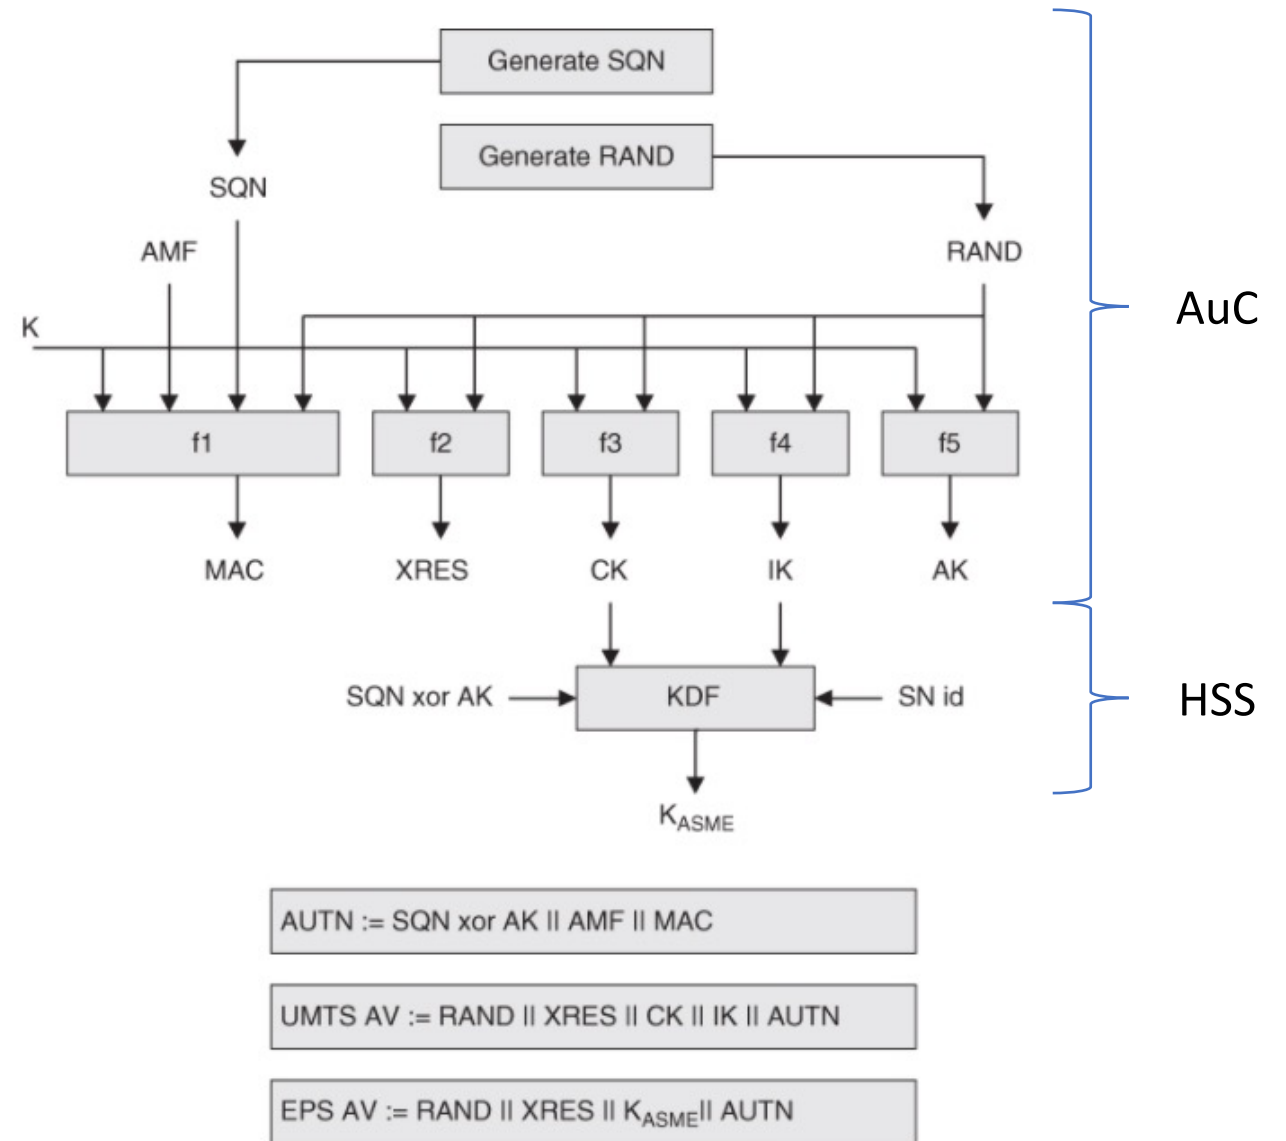 Generate SQN
Generate RAND
SQN
AMF
RAND
K
AuC
f1
f2
f3
f4
f5
MAC
XRES
CK
IK
AK
SQN xor AK
KDF
SN id
HSS
KASME
AUTN := SQN xor AK || AMF || MAC
UMTS AV := RAND || XRES || CK || IK || AUTN
EPS AV := RAND || XRES || KASME|| AUTN